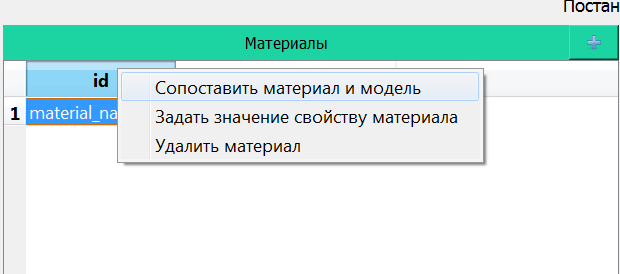 Постан
Материалы
id
1 material_na
Сопоставить материал и модель
Задать значение свойству материала
Удалить материал